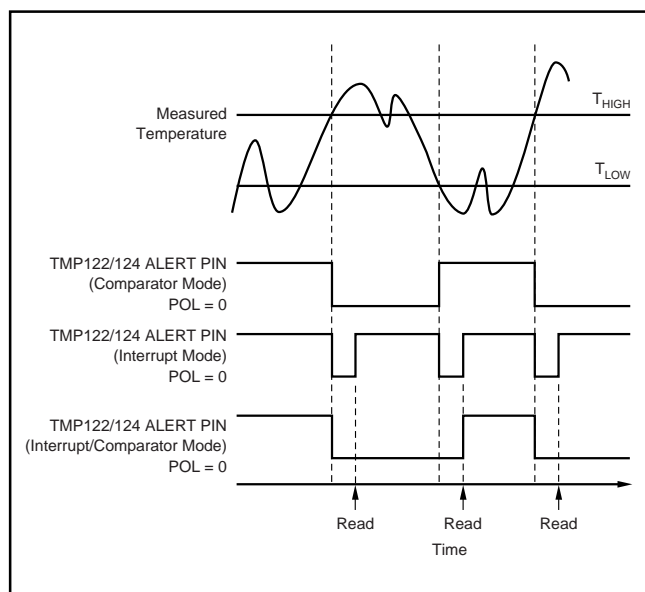 T_HIGH
Measured
Temperature
T_LOW
TMP122/124 ALERT PIN
(Comparator Mode)
POL = 0
TMP122/124 ALERT PIN
(Interrupt Mode)
POL = 0
TMP122/124 ALERT PIN
(Interrupt/Comparator Mode)
POL = 0
Read Read Read
Time